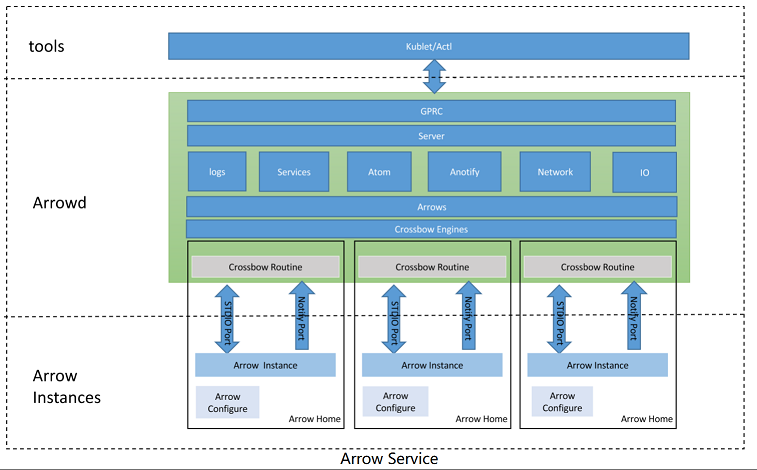 tools
Kublet/Actl
GPRC
Server
logs
Services
Atom
Anotify
Network
IO
Arrowd
Arrows
Crossbow Engines
Crossbow Routine
Crossbow Routine
Crossbow Routine
STDIO Port
Notify Port
STDIO Port
Notify Port
STDIO Port
Notify Port
Arrow
Instances
Arrow Instance
Arrow Instance
Arrow Instance
Arrow
Configure
Arrow
Configure
Arrow
Configure
Arrow Home
Arrow Home
Arrow Home
Arrow Service